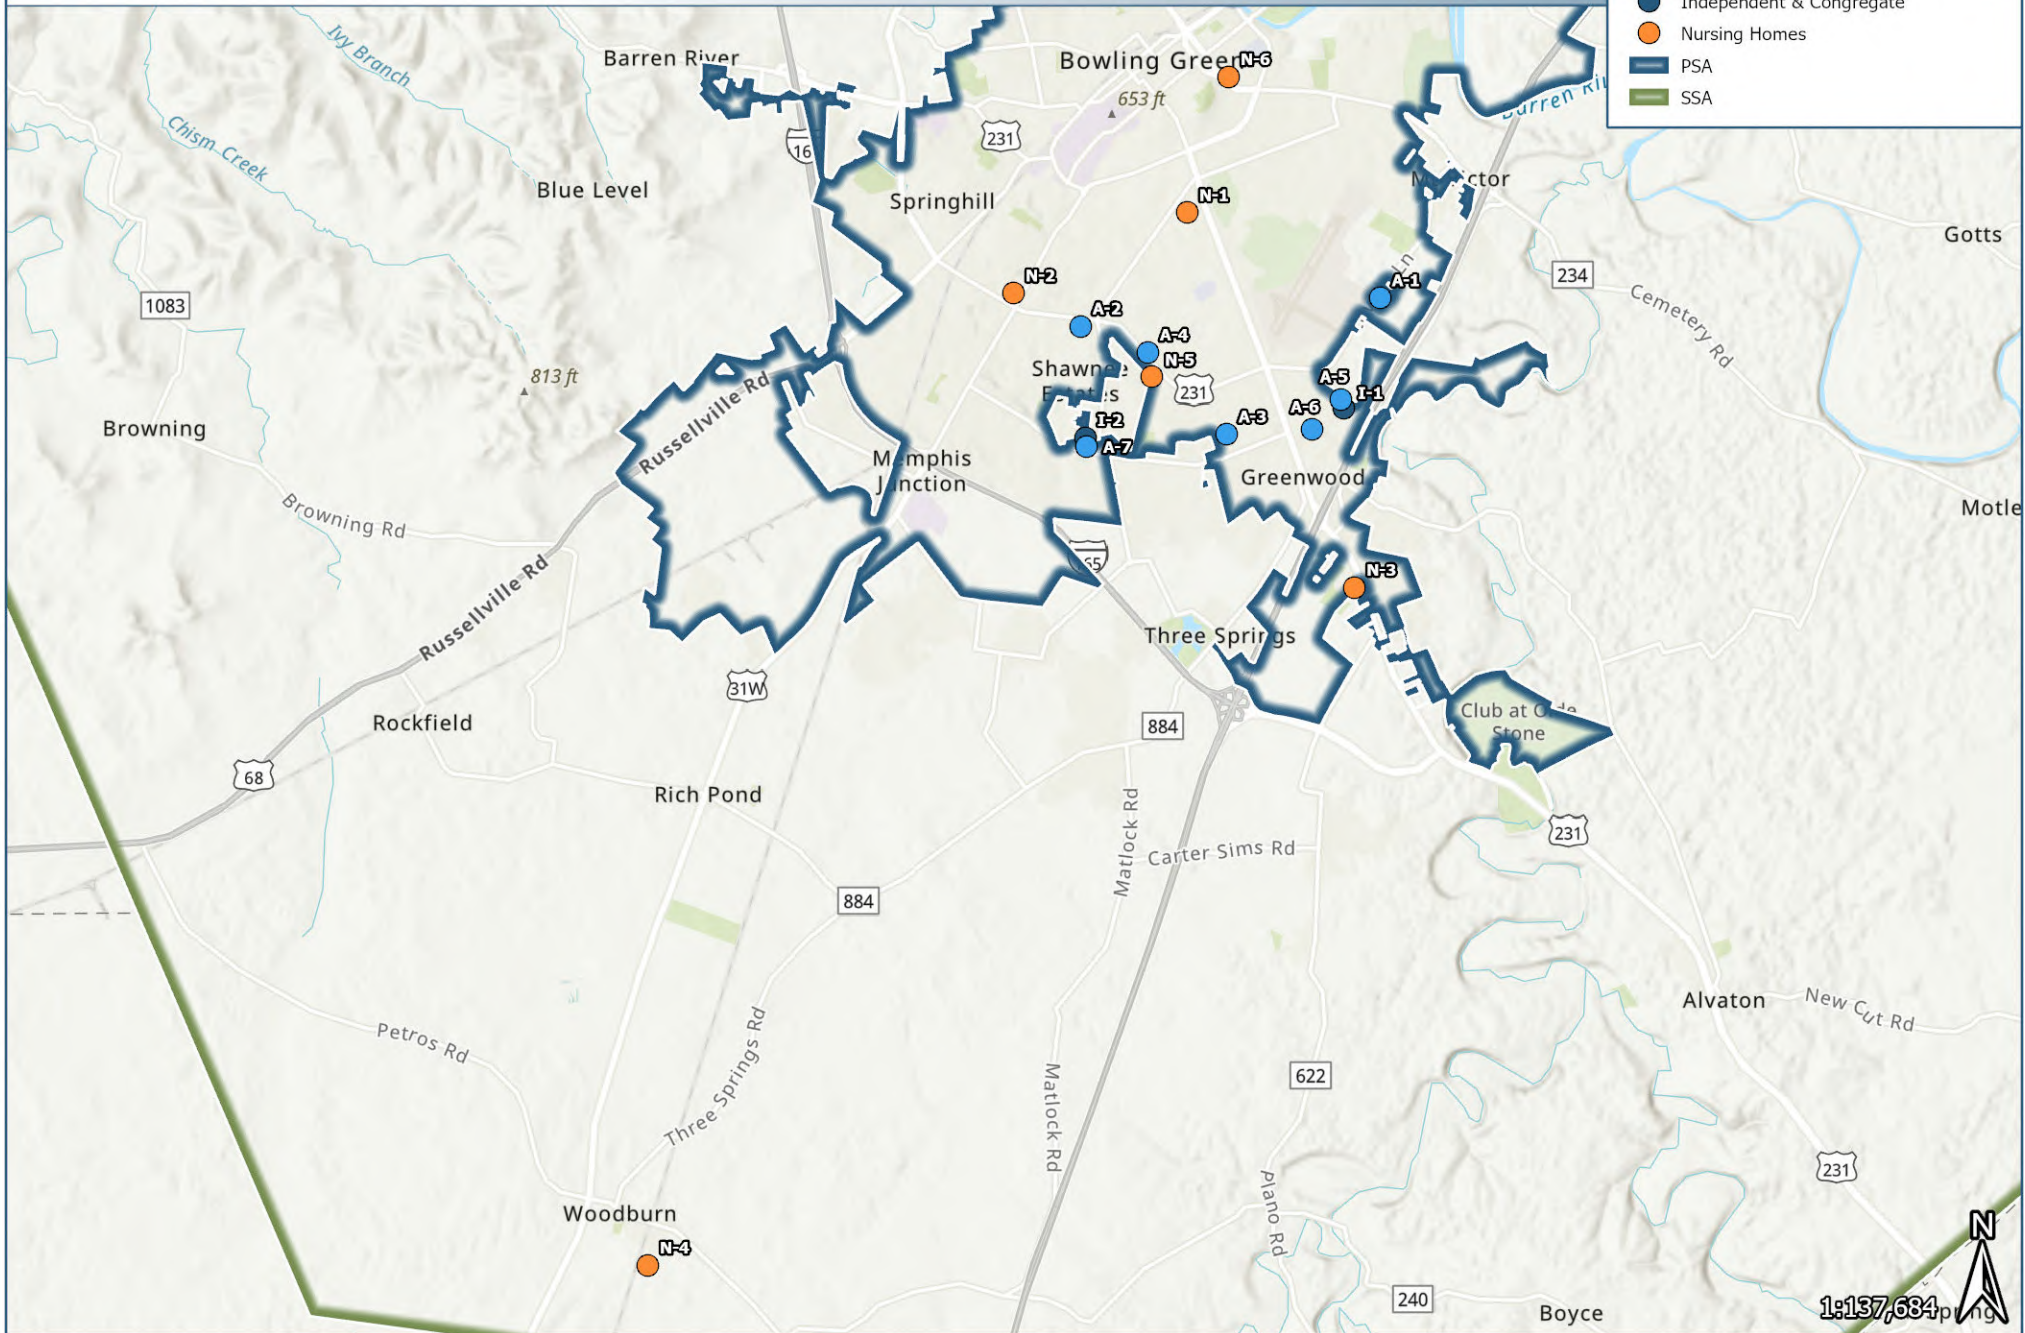 Independent & Congregate
Nursing Homes
PSA
SSA
Ivy Branch
Barren River
Bowling Green
N-6
653 ft
Chism Creek
231
Blue Level
Springhill
N-1
234
Gotts
Ln
A-1
1083
N-2
A-2
A-4
N-5
Cemetery Rd
Shawnee
Estates
231
813 ft
A-5
I-1
Russellville Rd
I-2
A-3
A-6
A-7
Browning
Memphis
Junction
Greenwood
Browning Rd
65
N-3
Russellville Rd
Three Springs
31W
884
Club at Olde
Stone
Rockfield
68
Rich Pond
231
Matlock Rd
Carter Sims Rd
884
Alvaton
New Cut Rd
Petros Rd
Three Springs Rd
622
Matlock Rd
231
Plano Rd
Woodburn
N-4
N
240
Boyce
1:137,684